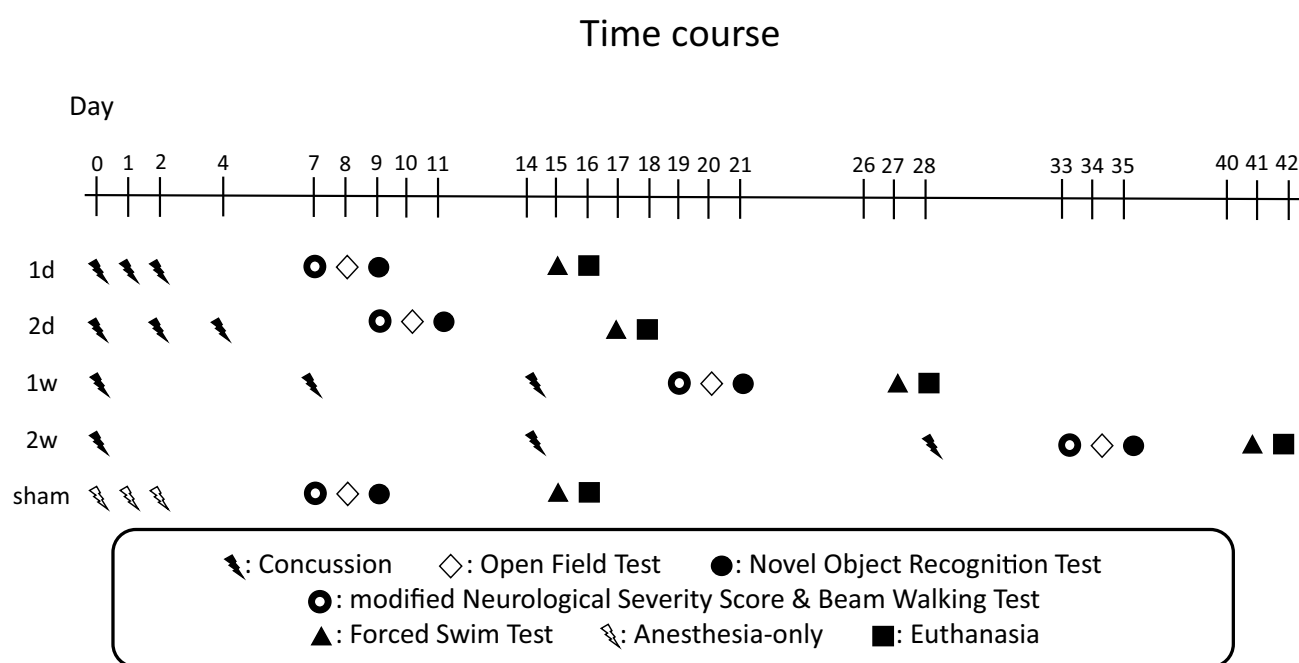 Time course
Day
0 1 2 4 7 8 9 10 11 14 15 16 17 18 19 20 21 26 27 28 33 34 35 40 41 42
1d
2d
1w
2w
sham
: Concussion : Open Field Test : Novel Object Recognition Test
: modified Neurological Severity Score & Beam Walking Test
: Forced Swim Test : Anesthesia-only : Euthanasia